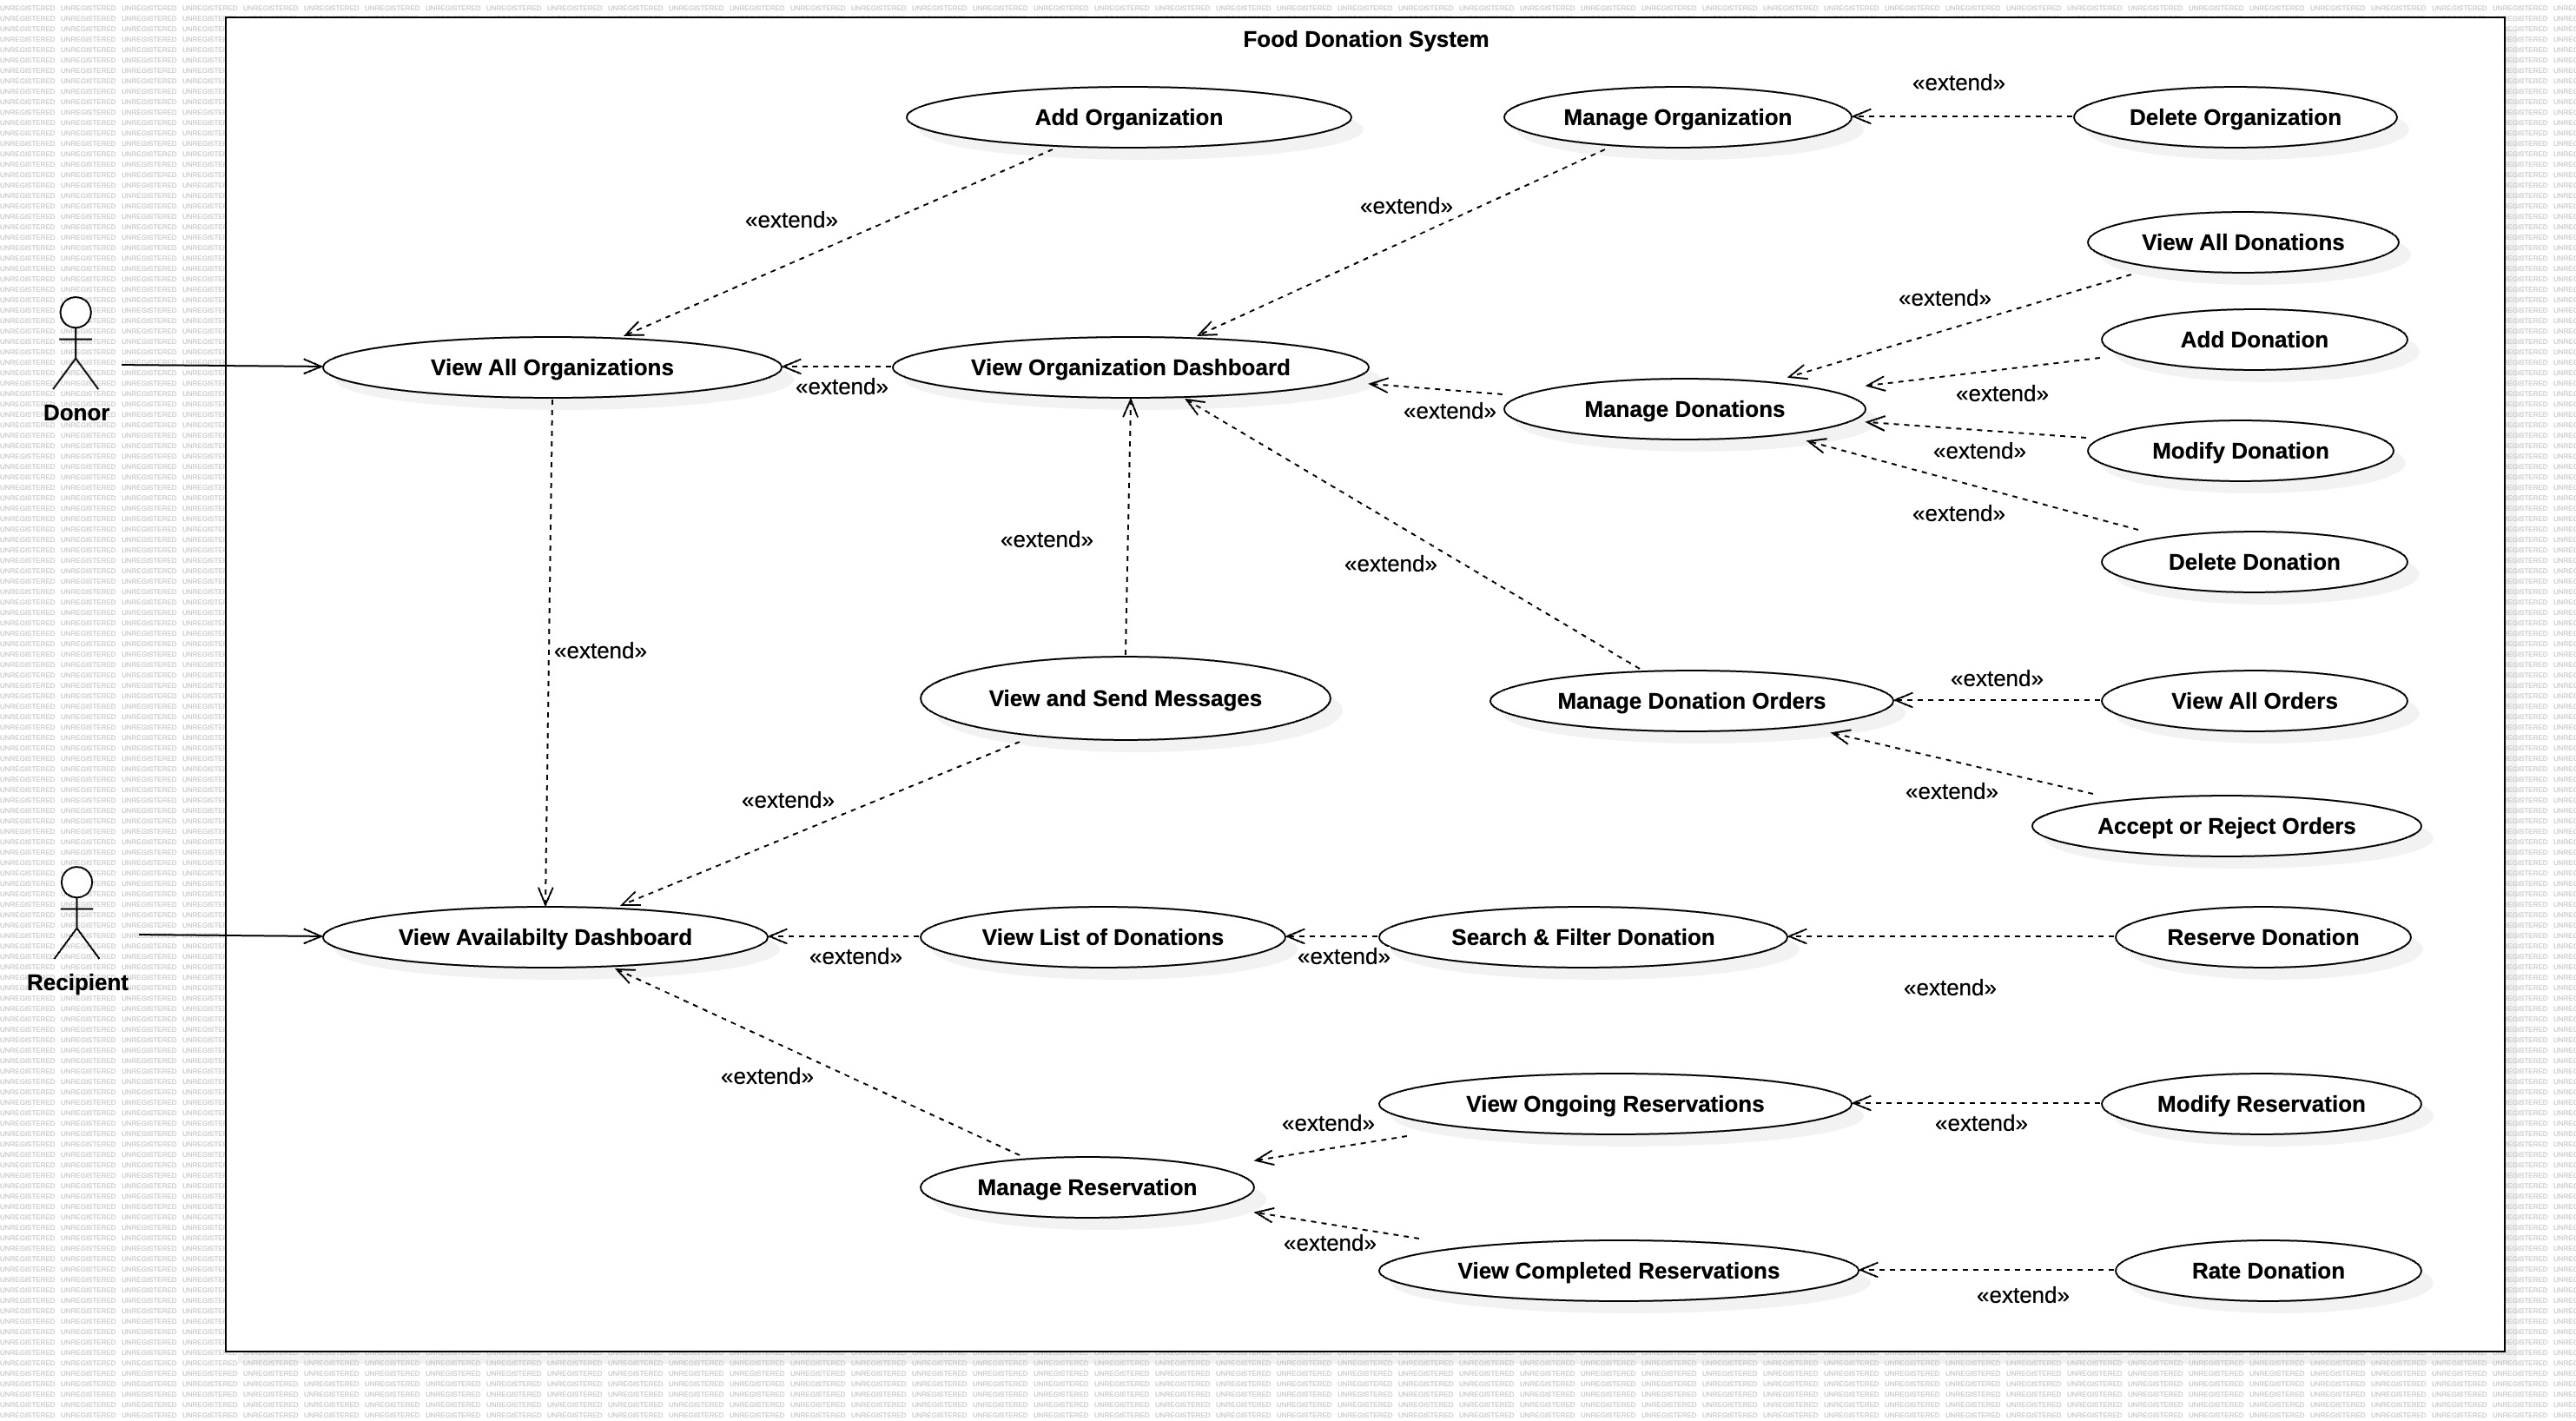 Food Donation System
Add Organization
Manage Organization
«extend»
Delete Organization
«extend»
«extend»
View All Donations
«extend»
Add Donation
Donor
View All Organizations
«extend»
View Organization Dashboard
«extend»
Manage Donations
«extend»
Modify Donation
«extend»
«extend»
Delete Donation
«extend»
«extend»
«extend»
View and Send Messages
Manage Donation Orders
«extend»
View All Orders
«extend»
«extend»
Accept or Reject Orders
Recipient
View Availabilty Dashboard
«extend»
View List of Donations
«extend»
Search & Filter Donation
«extend»
Reserve Donation
«extend»
«extend»
View Ongoing Reservations
«extend»
Modify Reservation
Manage Reservation
«extend»
View Completed Reservations
«extend»
Rate Donation
UNREGISTERED